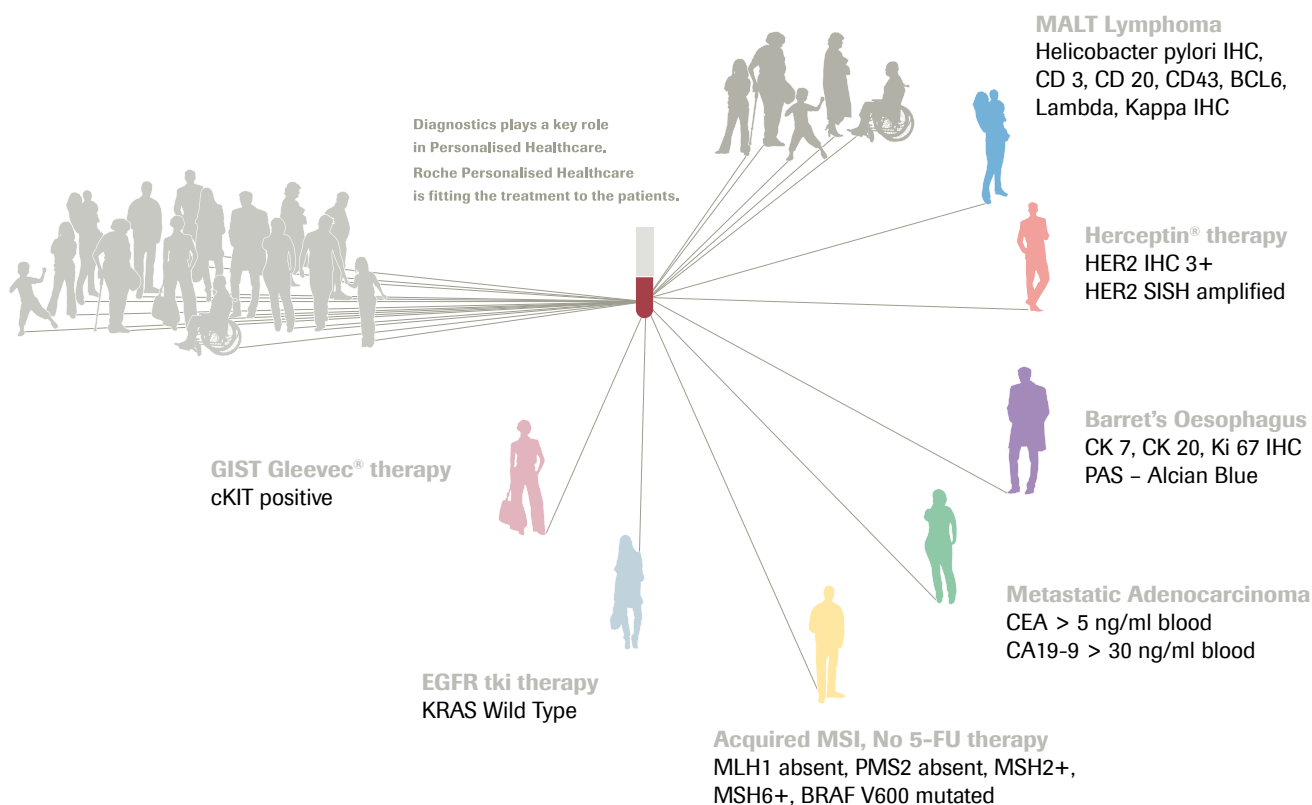 MALT Lymphoma
Helicobacter pylori IHC,
CD 3, CD 20, CD43, BCL6,
Lambda, Kappa IHC
Diagnostics plays a key role
in Personalised Healthcare.
Roche Personalised Healthcare
is fitting the treatment to the patients.
Herceptin® therapy
HER2 IHC 3+
HER2 SISH amplified
Barret's Oesophagus
CK 7, CK 20, Ki 67 IHC
PAS – Alcian Blue
GIST Gleevec® therapy
cKIT positive
Metastatic Adenocarcinoma
CEA > 5 ng/ml blood
CA19-9 > 30 ng/ml blood
EGFR tki therapy
KRAS Wild Type
Acquired MSI, No 5-FU therapy
MLH1 absent, PMS2 absent, MSH2+,
MSH6+, BRAF V600 mutated